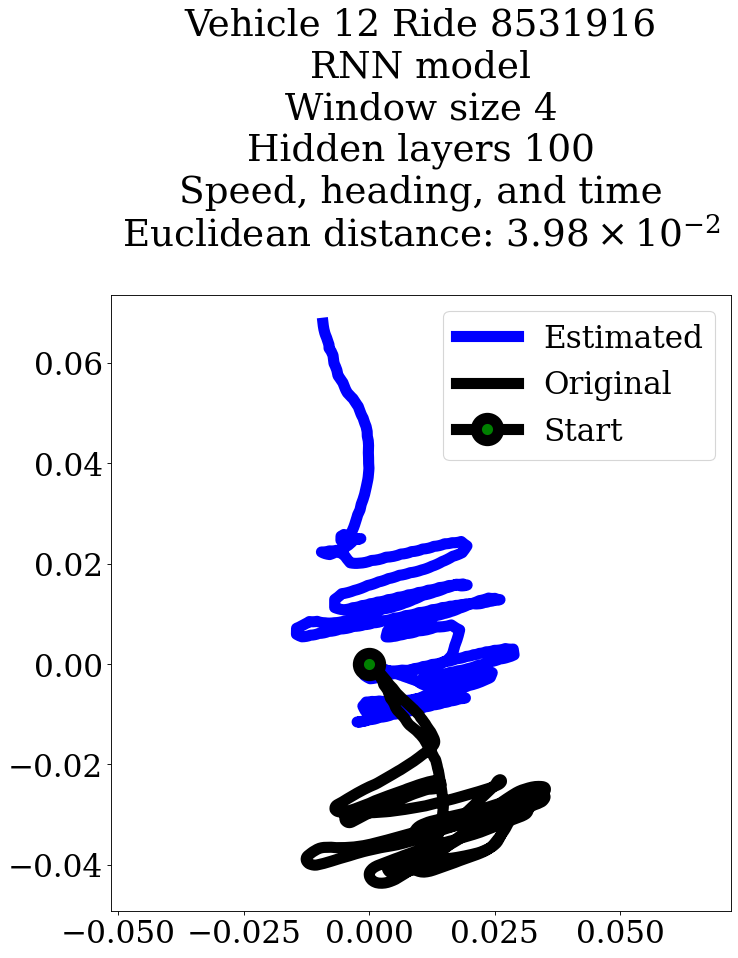 Vehicle 12 Ride 8531916
RNN model
Window size 4
Hidden layers 100
Speed, heading, and time
Euclidean distance: 3.98 × 10⁻²
Estimated
Original
Start
0.06
0.04
0.02
0.00
−0.02
−0.04
−0.050 −0.025 0.000 0.025 0.050